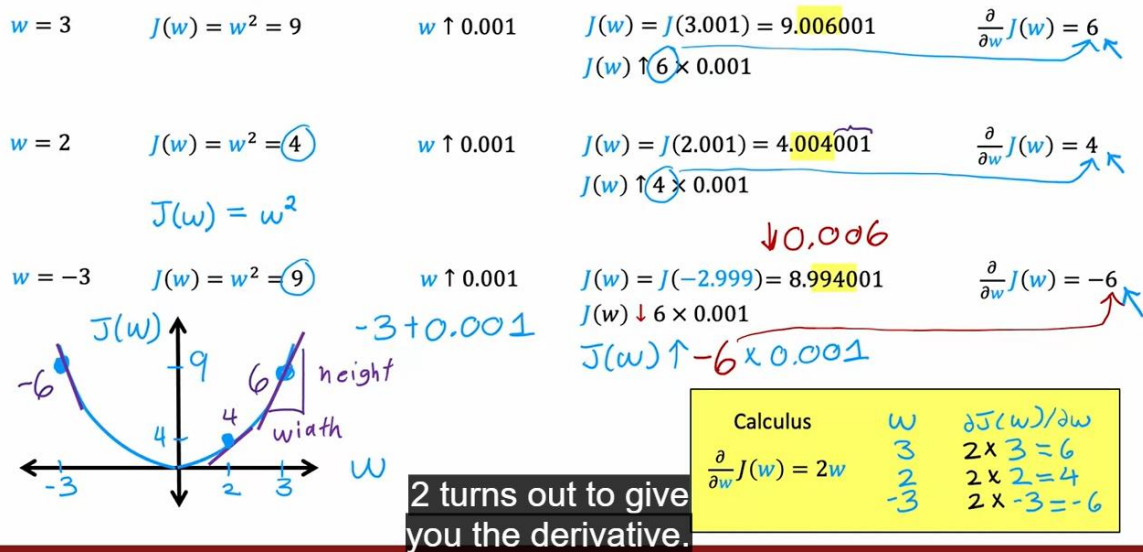 w = 3 J(w) = w² = 9 w ↑ 0.001 J(w) = J(3.001) = 9.006001 ∂/∂w J(w) = 6
J(w) ↑ 6 × 0.001
w = 2 J(w) = w² = 4 w ↑ 0.001 J(w) = J(2.001) = 4.004001 ∂/∂w J(w) = 4
J(w) ↑ 4 × 0.001
J(w) = w²
↓0.006
w = −3 J(w) = w² = 9 w ↑ 0.001 J(w) = J(−2.999)= 8.994001 ∂/∂w J(w) = −6
J(w) ↓ 6 × 0.001
-3+0.001
J(w) ↑ -6 × 0.001
J(w)
9
-6
6
height
4
width
4
-3
2
3
w
Calculus
∂/∂w J(w) = 2w
w ∂J(w)/∂w
3 2× 3=6
2 2× 2=4
-3 2× -3=-6
2 turns out to give
you the derivative.